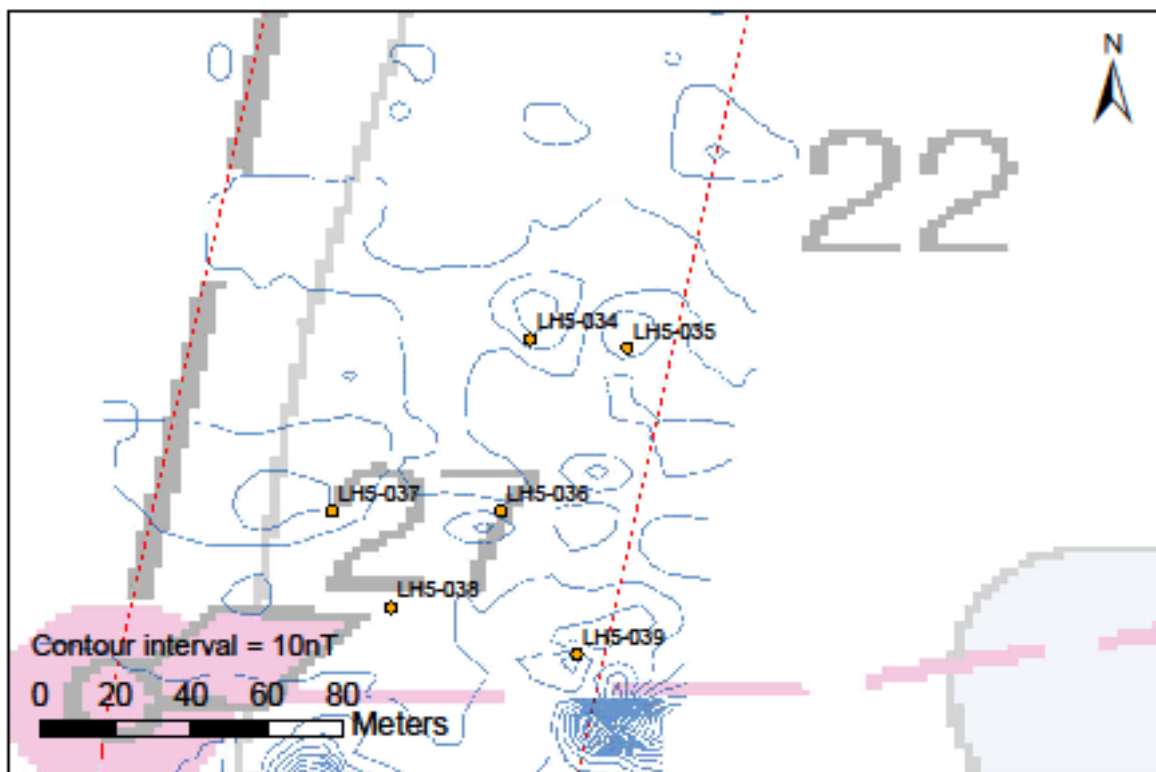 N
22
LH5-034
LH5-035
27
LH5-037
LH5-036
LH5-038
LH5-039
Contour interval = 10nT
0 20 40 60 80
Meters